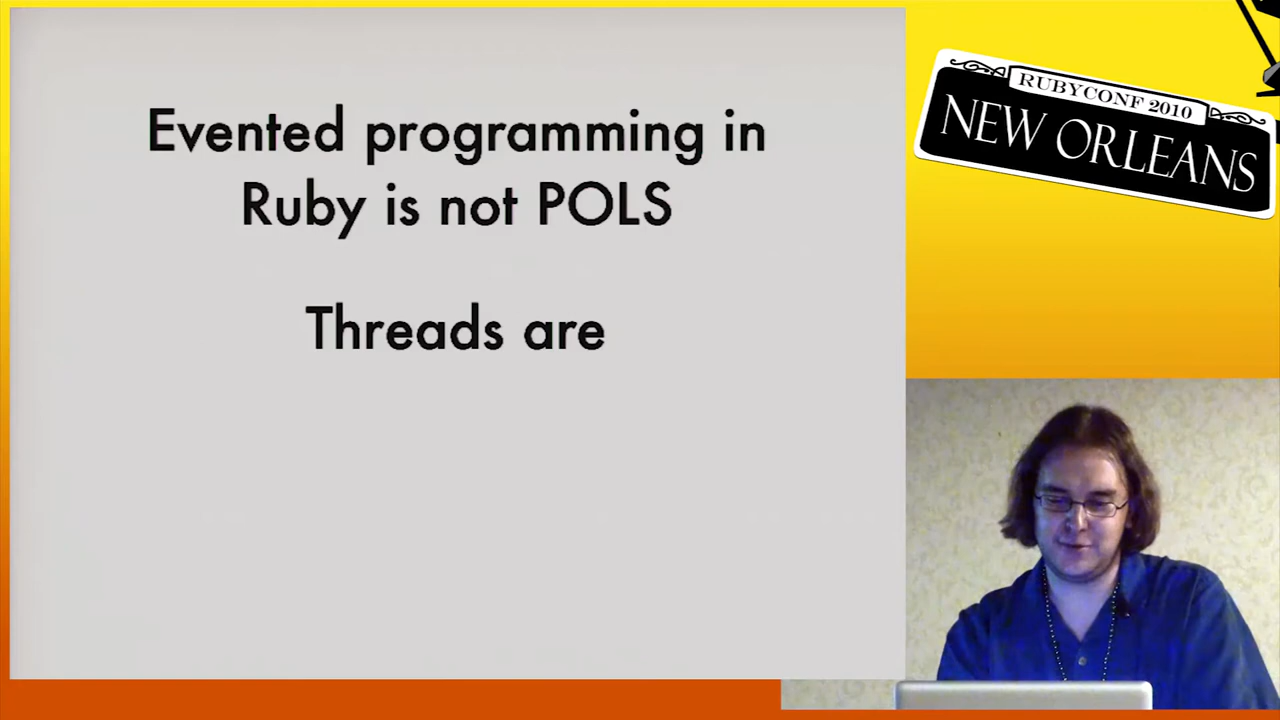 Evented programming in
Ruby is not POLS
Threads are
RUBYCONF 2010
NEW ORLEANS